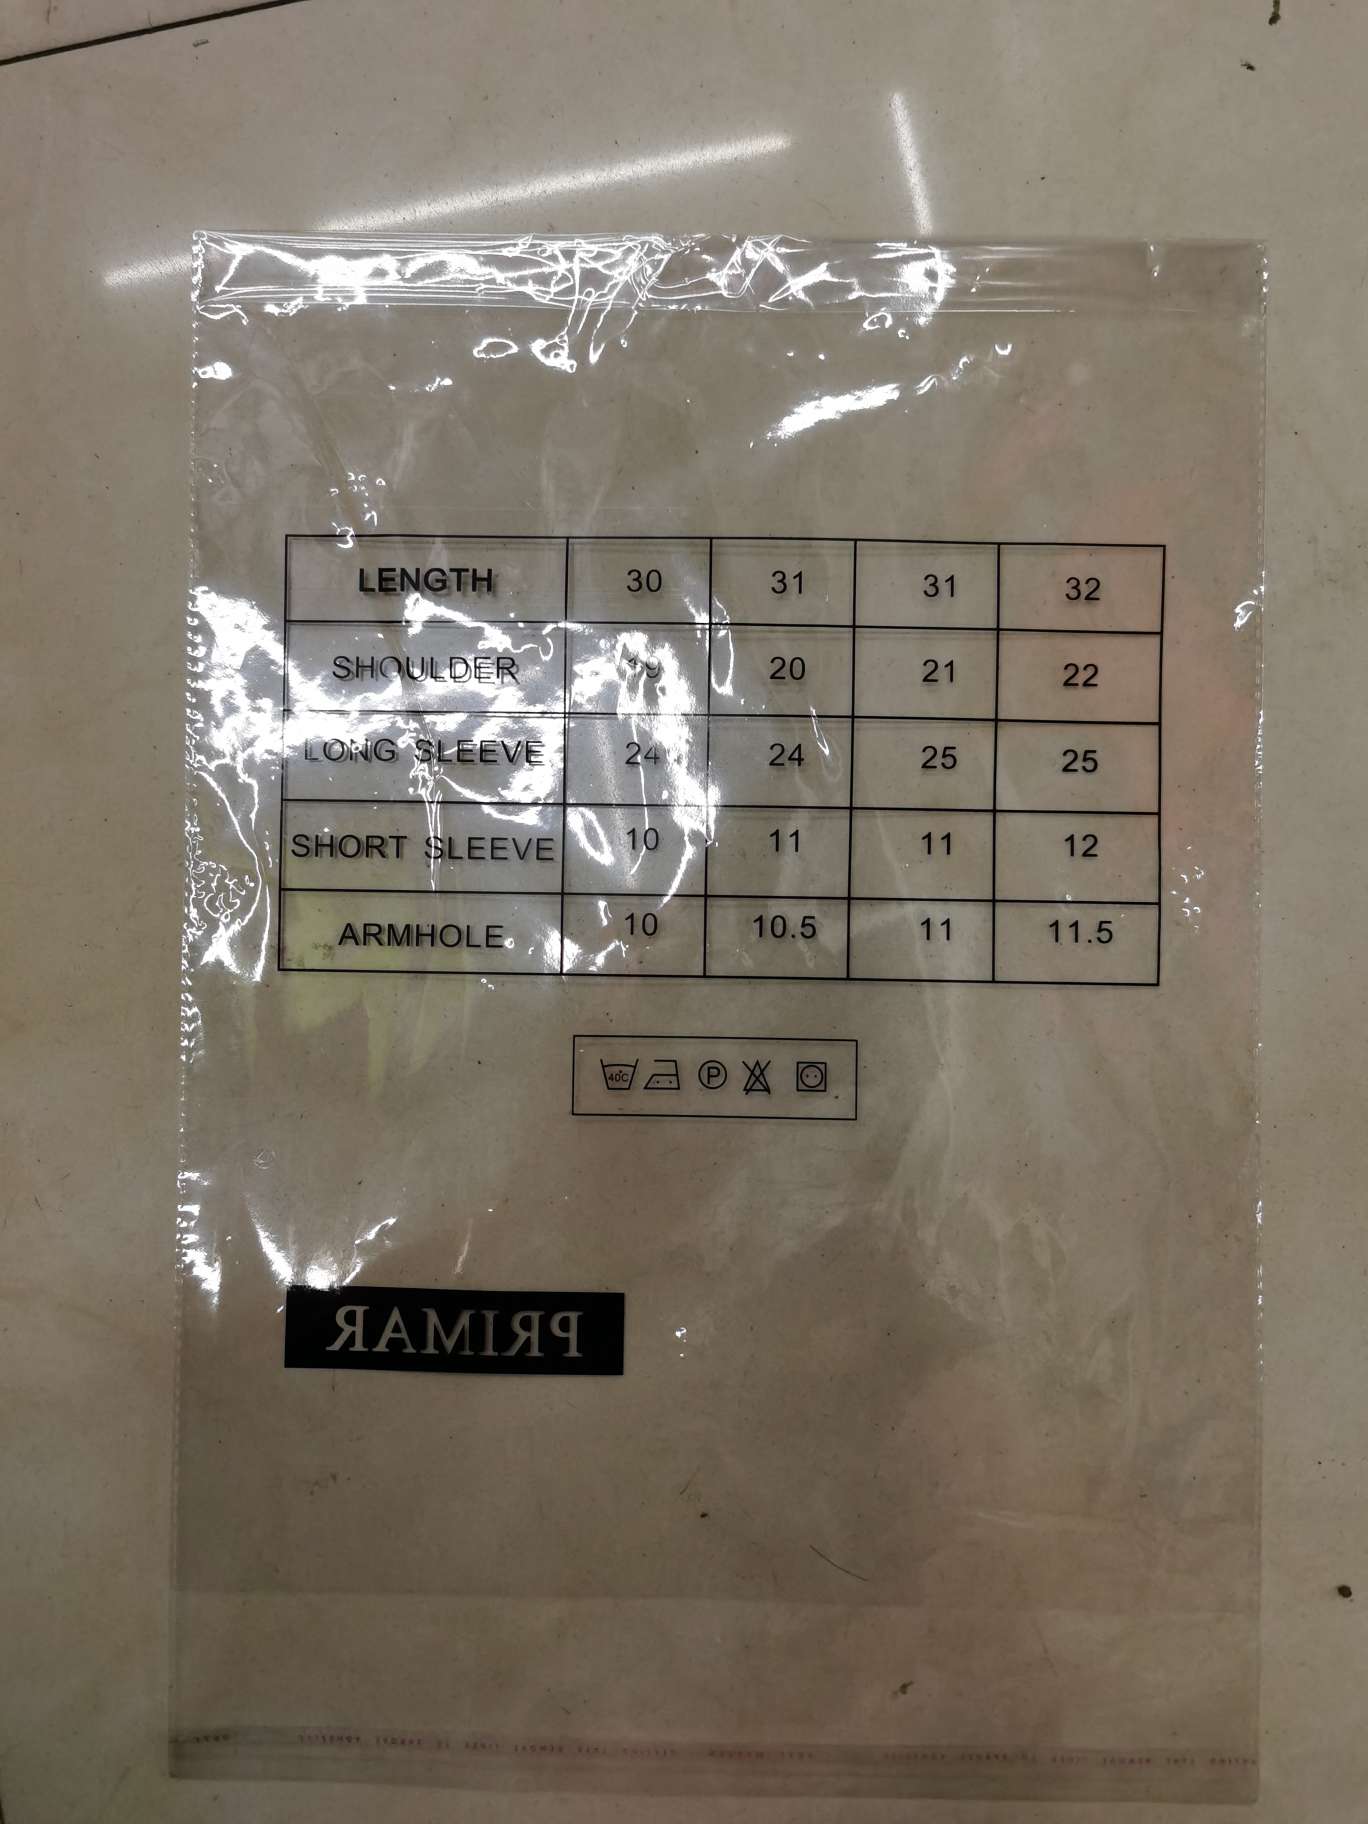 LENGTH 30 31 31 32
SHOULDER 19 20 21 22
LONG SLEEVE 24 24 25 25
SHORT SLEEVE 10 11 11 12
ARMHOLE 10 10.5 11 11.5
40°C P
PRIMAR